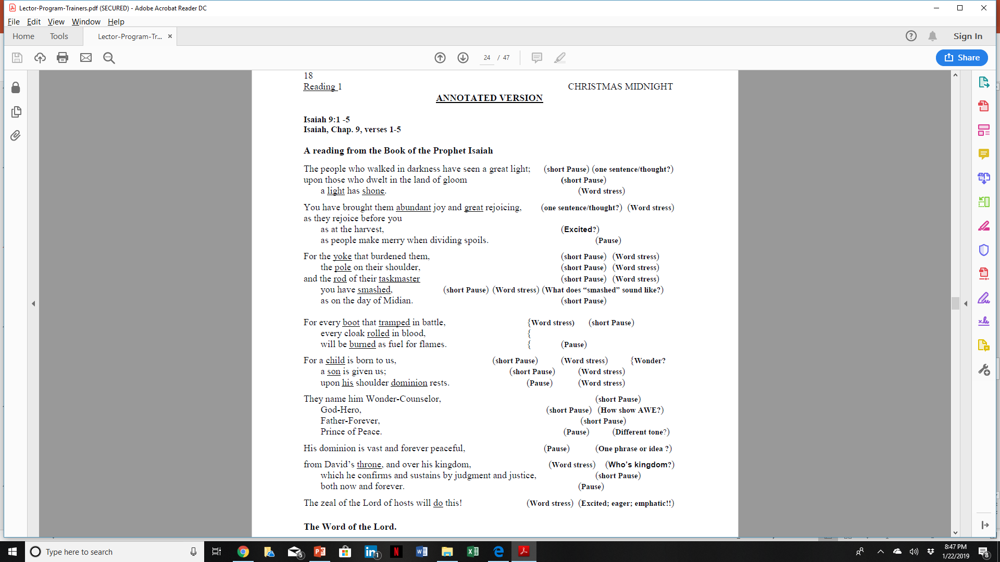 Lector-Program-Trainers.pdf (SECURED) - Adobe Acrobat Reader DC
File Edit View Window Help
Home Tools Lector-Program-Tr... × Sign In
24 / 47 Share
18
Reading 1 CHRISTMAS MIDNIGHT
ANNOTATED VERSION
Isaiah 9:1 -5
Isaiah, Chap. 9, verses 1-5
A reading from the Book of the Prophet Isaiah
The people who walked in darkness have seen a great light; (short Pause) (one sentence/thought?)
upon those who dwelt in the land of gloom (short Pause)
a light has shone. (Word stress)
You have brought them abundant joy and great rejoicing, (one sentence/thought?) (Word stress)
as they rejoice before you
as at the harvest, (Excited?)
as people make merry when dividing spoils. (Pause)
For the yoke that burdened them, (short Pause) (Word stress)
the pole on their shoulder, (short Pause) (Word stress)
and the rod of their taskmaster (short Pause) (Word stress)
you have smashed, (short Pause) (Word stress) (What does “smashed” sound like?)
as on the day of Midian. (short Pause)
For every boot that tramped in battle, {Word stress) (short Pause)
every cloak rolled in blood, {
will be burned as fuel for flames. { (Pause)
For a child is born to us, (short Pause) (Word stress) {Wonder?
a son is given us; (short Pause) (Word stress)
upon his shoulder dominion rests. (Pause) (Word stress)
They name him Wonder-Counselor, (short Pause)
God-Hero, (short Pause) (How show AWE?)
Father-Forever, (short Pause)
Prince of Peace. (Pause) (Different tone?)
His dominion is vast and forever peaceful, (Pause) (One phrase or idea ?)
from David’s throne, and over his kingdom, (Word stress) (Who’s kingdom?)
which he confirms and sustains by judgment and justice, (short Pause)
both now and forever. (Pause)
The zeal of the Lord of hosts will do this! (Word stress) (Excited; eager; emphatic!!)
The Word of the Lord.
Type here to search 5 1 8:47 PM
1/22/2019 8